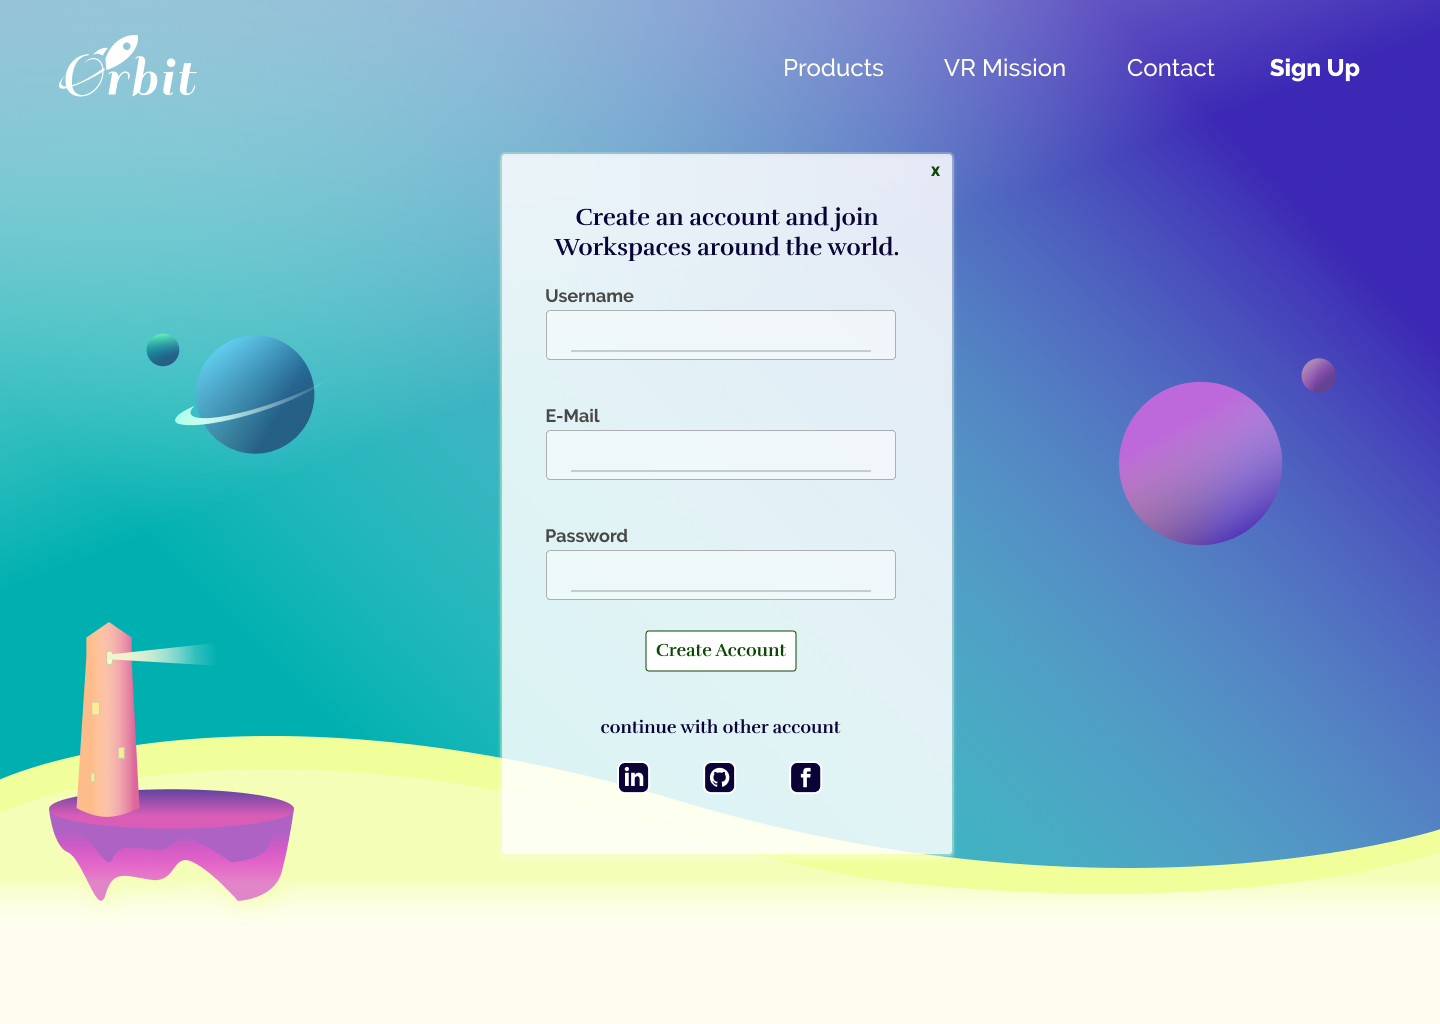 Orbit
Products VR Mission Contact Sign Up
x
Create an account and join
Workspaces around the world.
Username
E-Mail
Password
Create Account
continue with other account
in
f